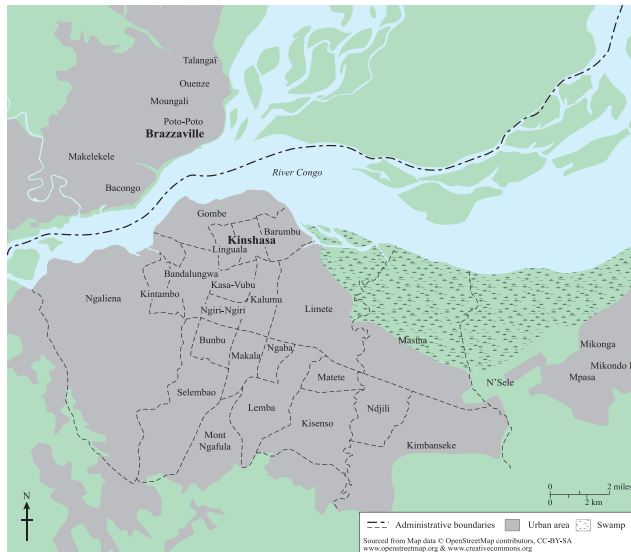 Talangaï
Ouenze
Moungali
Poto-Poto
Brazzaville
Makelekele
Bacongo
River Congo
Gombe
Barumbu
Kinshasa
Linguala
Bandalungwa
Kasa-Vubu
Kintambo
Kalumu
Ngaliena
Ngiri-Ngiri
Limete
Bunbu
Makala
Ngaba
Masina
Mikonga
Mikondo
Mpasa
N'Sele
Matete
Selembao
Lemba
Ndjili
Kisenso
Mont
Ngafula
Kimbanseke
N
0 2 miles
0 2 km
Administrative boundaries Urban area Swamp
Sourced from Map data © OpenStreetMap contributors, CC-BY-SA
www.openstreetmap.org & www.creativecommons.org